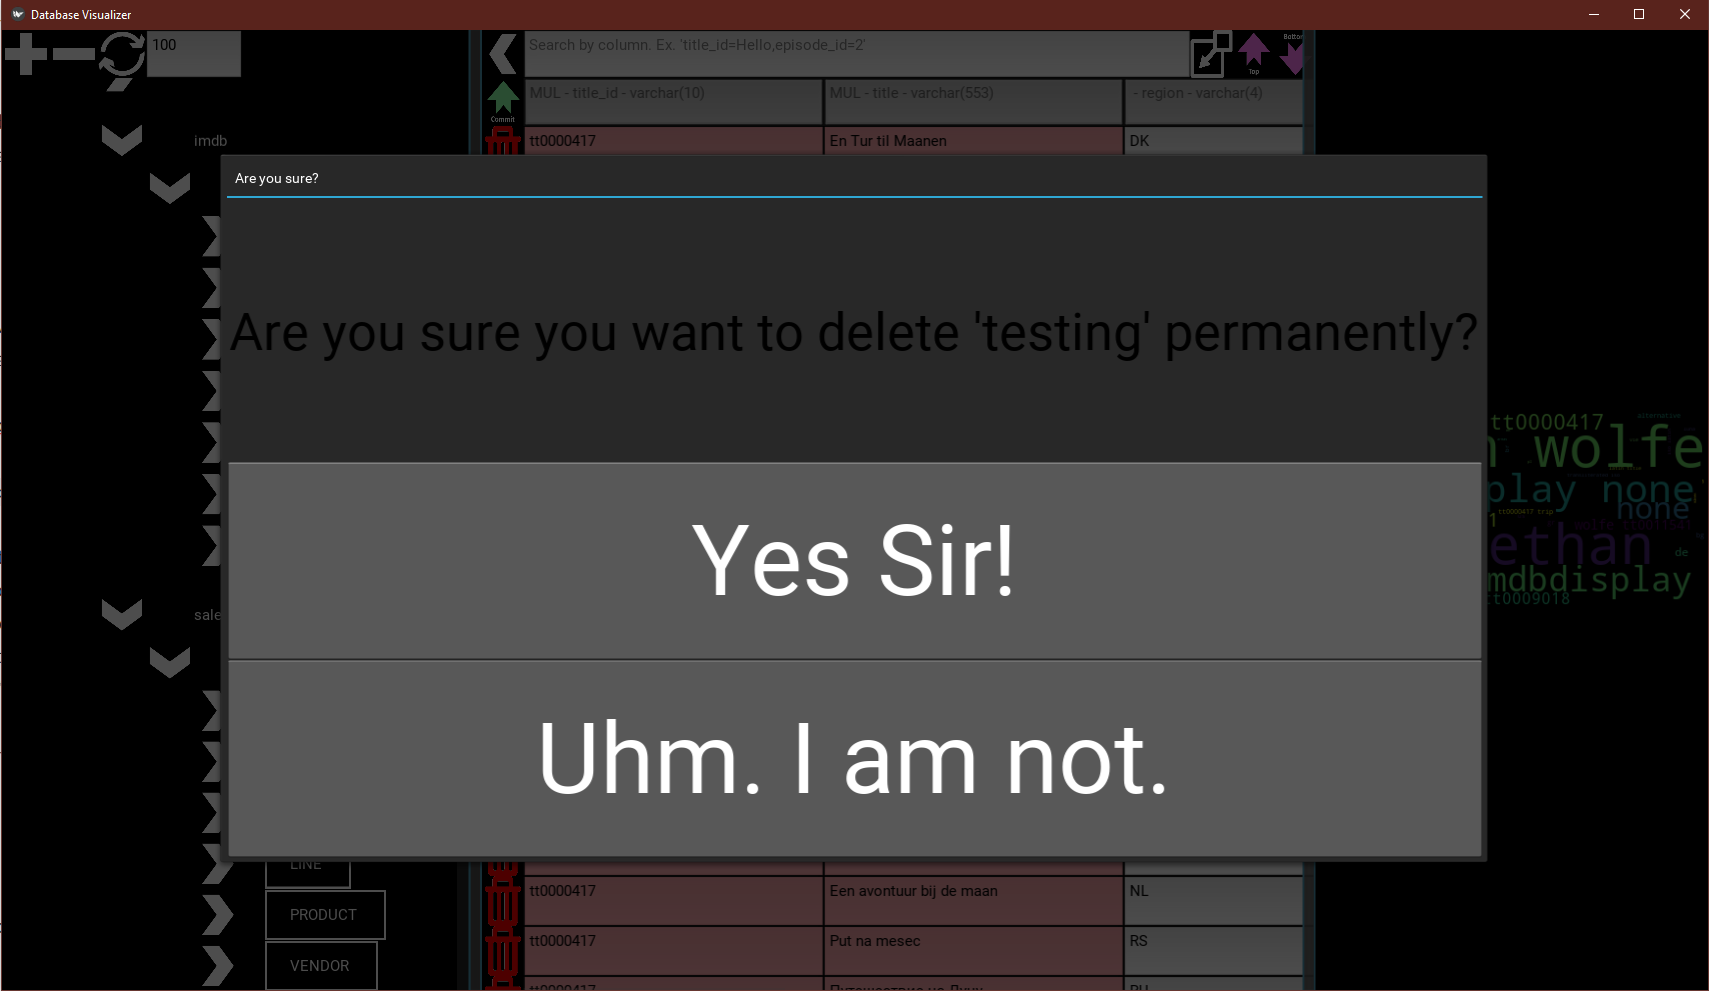 Database Visualizer
100
Search by column. Ex. 'title_id=Hello,episode_id=2'
Top
MUL - title_id - varchar(10)
MUL - title - varchar(553)
- region - varchar(4)
Commit
imdb
tt0000417
En Tur til Maanen
DK
Are you sure?
Are you sure you want to delete 'testing' permanently?
Yes Sir!
Uhm. I am not.
tt0000417
wolfe
play none
none
1
tt0000417 trip
ethan
de
mdbdisplay
tt0009018
sale
LINE
tt0000417
Een avontuur bij de maan
NL
PRODUCT
tt0000417
Put na mesec
RS
VENDOR